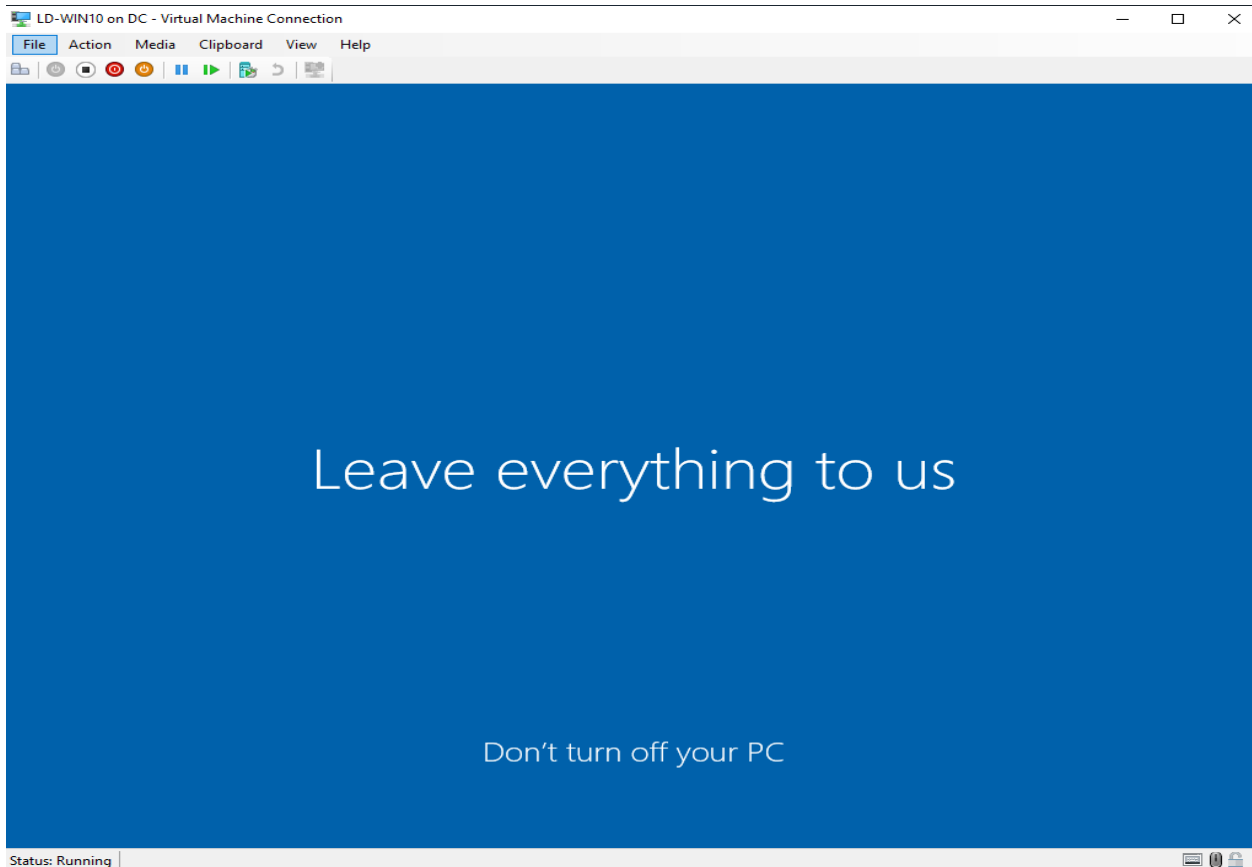 LD-WIN10 on DC - Virtual Machine Connection
File Action Media Clipboard View Help
Leave everything to us
Don't turn off your PC
Status: Running